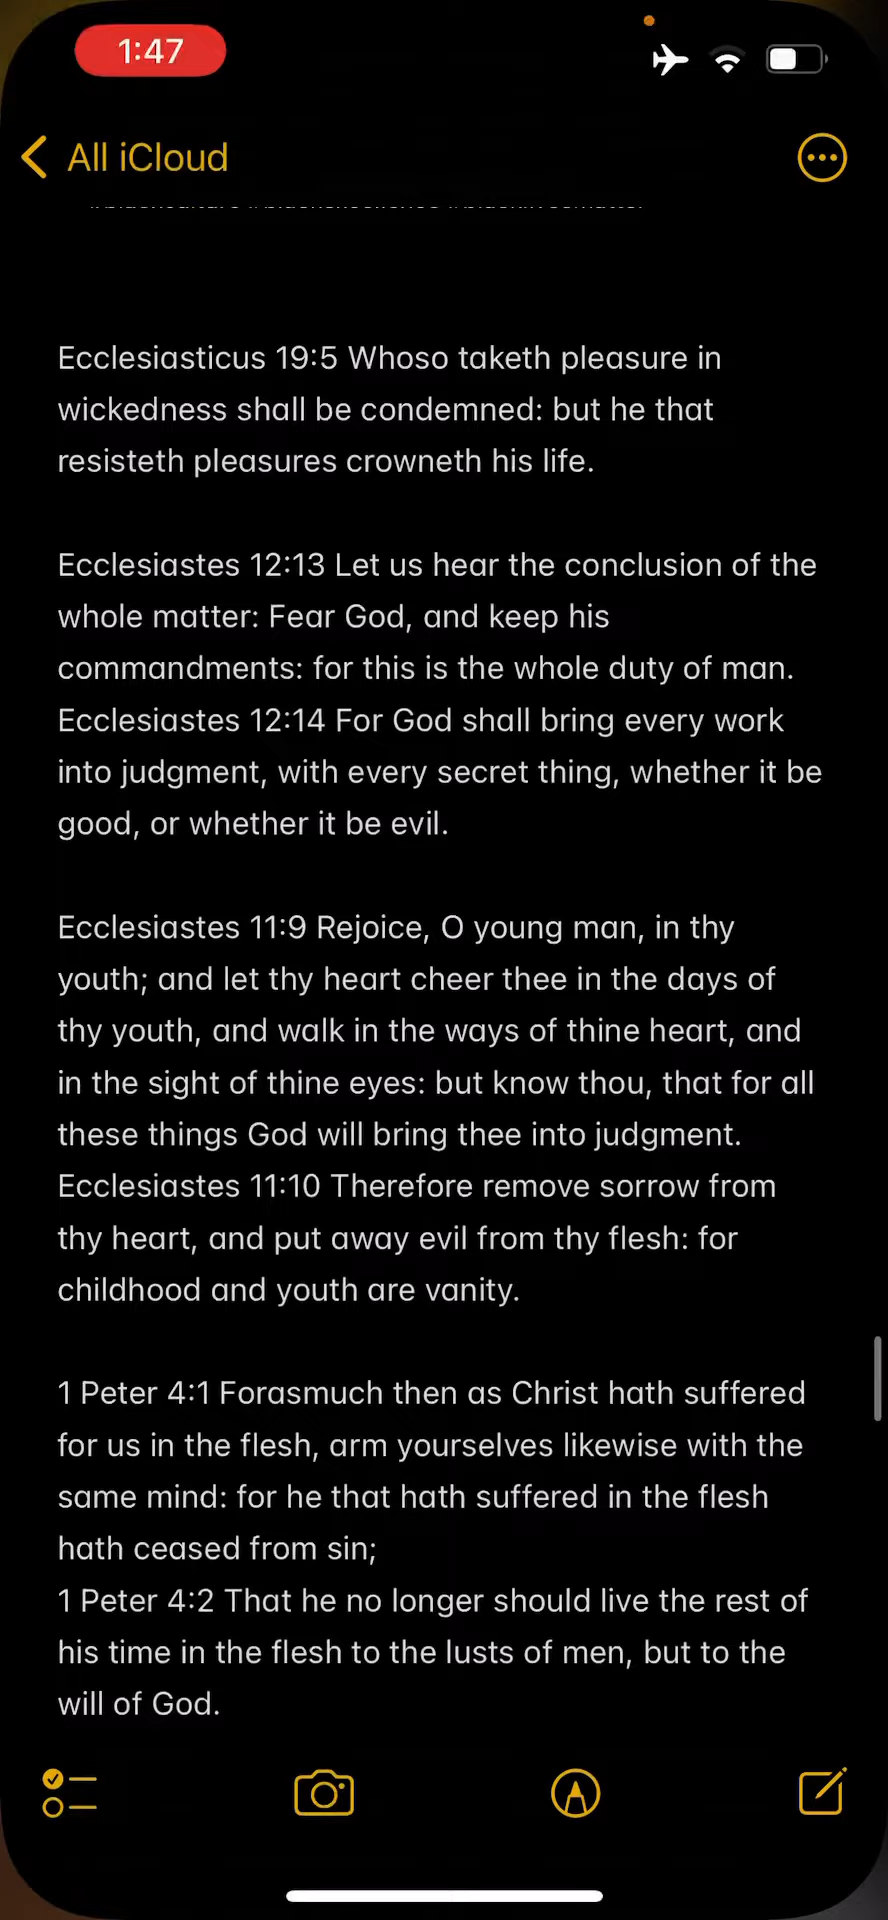 1:47
All iCloud
Ecclesiasticus 19:5 Whoso taketh pleasure in
wickedness shall be condemned: but he that
resisteth pleasures crowneth his life.
Ecclesiastes 12:13 Let us hear the conclusion of the
whole matter: Fear God, and keep his
commandments: for this is the whole duty of man.
Ecclesiastes 12:14 For God shall bring every work
into judgment, with every secret thing, whether it be
good, or whether it be evil.
Ecclesiastes 11:9 Rejoice, O young man, in thy
youth; and let thy heart cheer thee in the days of
thy youth, and walk in the ways of thine heart, and
in the sight of thine eyes: but know thou, that for all
these things God will bring thee into judgment.
Ecclesiastes 11:10 Therefore remove sorrow from
thy heart, and put away evil from thy flesh: for
childhood and youth are vanity.
1 Peter 4:1 Forasmuch then as Christ hath suffered
for us in the flesh, arm yourselves likewise with the
same mind: for he that hath suffered in the flesh
hath ceased from sin;
1 Peter 4:2 That he no longer should live the rest of
his time in the flesh to the lusts of men, but to the
will of God.